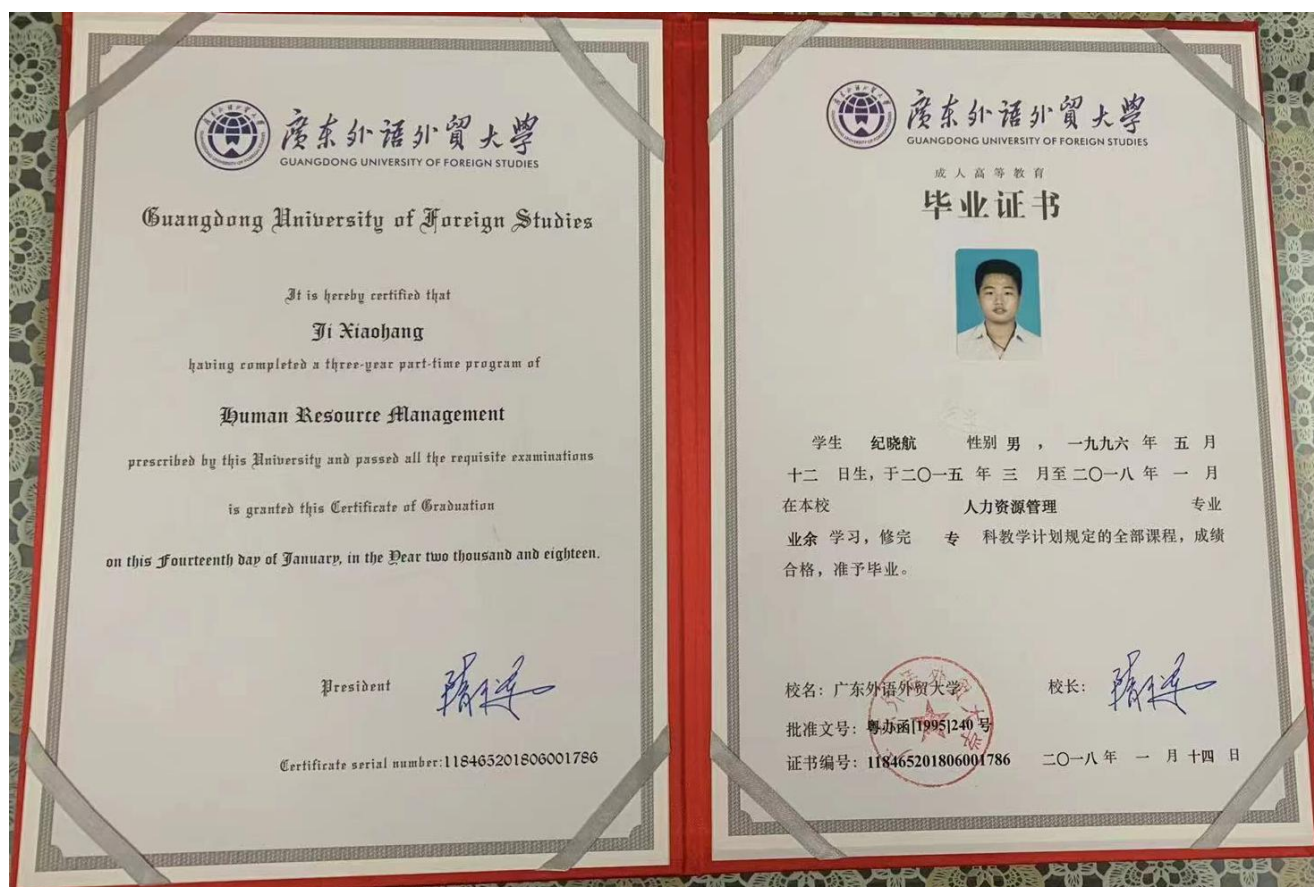 廣东外语外貿大學
GUANGDONG UNIVERSITY OF FOREIGN STUDIES
Guangdong University of Foreign Studies
It is hereby certified that
Ji Xiaohang
having completed a three-year part-time program of
Human Resource Management
prescribed by this University and passed all the requisite examinations
is granted this Certificate of Graduation
on this Fourteenth day of January, in the Year two thousand and eighteen.
President
Certificate serial number:118465201806001786
廣东外语外貿大學
GUANGDONG UNIVERSITY OF FOREIGN STUDIES
成人高等教育
毕业证书
学生 纪晓航 性别 男 ， 一九九六 年 五 月
十二 日生，于二〇一五 年 三 月至二〇一八 年 一 月
在本校 人力资源管理 专业
业余 学习，修完 专 科教学计划规定的全部课程，成绩
合格，准予毕业。
校名：广东外语外贸大学 校长：
批准文号：粤办函[1995]240 号
证书编号：118465201806001786 二〇一八 年 一 月 十四 日